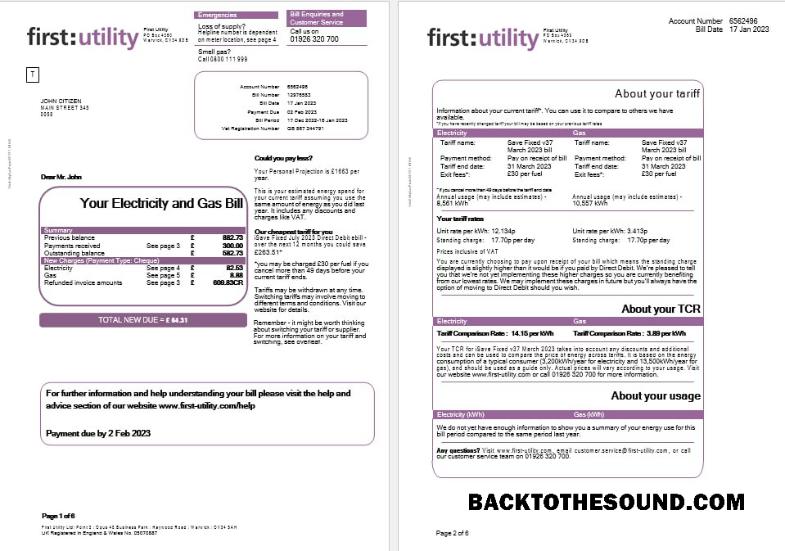 first:utility
First Utility
PO Box 4360
Warwick, CV34 9DB
Emergencies
Loss of supply?
Helpline number is dependent
on meter location, see page 4
Smell gas?
Call 0800 111 999
Bill Enquiries and
Customer Service
Call us on
01926 320 700
T
JOHN CITIZEN
MAIN STREET 345
Account Number 6562496
Bill Number
Bill Date 17 Jan 2023
Payment Due 02 Feb 2023
Bill Period 17 Dec 2022-16 Jan 2023
Vat Registration Number
Dear Mr. John
Your Electricity and Gas Bill
Summary
Previous balance £ 882.73
Payments received See page 3 £ 300.00
Outstanding balance £ 582.73
New Charges (Payment Type: Cheque)
Electricity See page 4 £ 82.53
Gas See page 5 £ 8.88
Refunded invoice amounts See page 3 £ 609.83CR
TOTAL NEW DUE = £ 64.31
Could you pay less?
Your Personal Projection is £1663 per
year.
This is your estimated energy spend for
your current tariff assuming you use the
same amount of energy as you did last
year. It includes any discounts and
charges like VAT.
Our cheapest tariff for you
iSave Fixed July 2023 Direct Debit ebill -
over the next 12 months you could save
£263.51*
*you may be charged £30 per fuel if you
cancel more than 49 days before your
current tariff ends.
Tariffs may be withdrawn at any time.
Switching tariffs may involve moving to
different terms and conditions. Visit our
website for details.
Remember - it might be worth thinking
about switching your tariff or supplier.
For more information on your tariff and
switching, see overleaf.
For further information and help understanding your bill please visit the help and
advice section of our website www.first-utility.com/help
Payment due by 2 Feb 2023
Page 1 of 6
UK Registered in England & Wales No. 05070887
first:utility
First Utility
PO Box 4360
Warwick, CV34 9DB
Account Number 6562496
Bill Date 17 Jan 2023
About your tariff
Information about your current tariff*. You can use it to compare to others we have
available.
*If you have recently changed tariff your bill may be based on your previous tariff rates
Electricity Gas
Tariff name: Save Fixed v37 Tariff name: Save Fixed v37
March 2023 bill March 2023 bill
Payment method: Pay on receipt of bill Payment method: Pay on receipt of bill
Tariff end date: 31 March 2023 Tariff end date: 31 March 2023
Exit fees*: £30 per fuel Exit fees*: £30 per fuel
*If you cancel more than 49 days before the tariff end date
Annual usage (may include estimates) - Annual usage (may include estimates) -
8,561 kWh 10,557 kWh
Your tariff rates
Unit rate per kWh: 12.134p Unit rate per kWh: 3.413p
Standing charge: 17.70p per day Standing charge: 17.70p per day
Prices inclusive of VAT
You are currently choosing to pay upon receipt of your bill which means the standing charge
displayed is slightly higher than it would be if you paid by Direct Debit. We're pleased to tell
you that we're not yet implementing these higher charges so you are currently benefiting
from our lowest rates. We may implement these charges in future but you'll always have the
option of moving to Direct Debit should you wish.
About your TCR
Electricity Gas
Tariff Comparison Rate : 14.15 per kWh Tariff Comparison Rate : 3.89 per kWh
Your TCR for iSave Fixed v37 March 2023 takes into account any discounts and additional
costs and can be used to compare the price of energy across tariffs. It is based on the energy
consumption of a typical consumer (3,200kWh/year for electricity and 13,500kWh/year for
gas), and should be used as a guide only. Actual prices will vary according to your usage. Visit
our website www.first-utility.com or call 01926 320 700 for more information.
About your usage
Electricity (kWh) Gas (kWh)
We do not yet have enough information to show you a summary of your energy use for this
bill period compared to the same period last year.
Any questions? Visit www.first-utility.com, email customer.service@first-utility.com, or call
our customer service team on 01926 320 700.
BACKTOTHESOUND.COM
Page 2 of 6